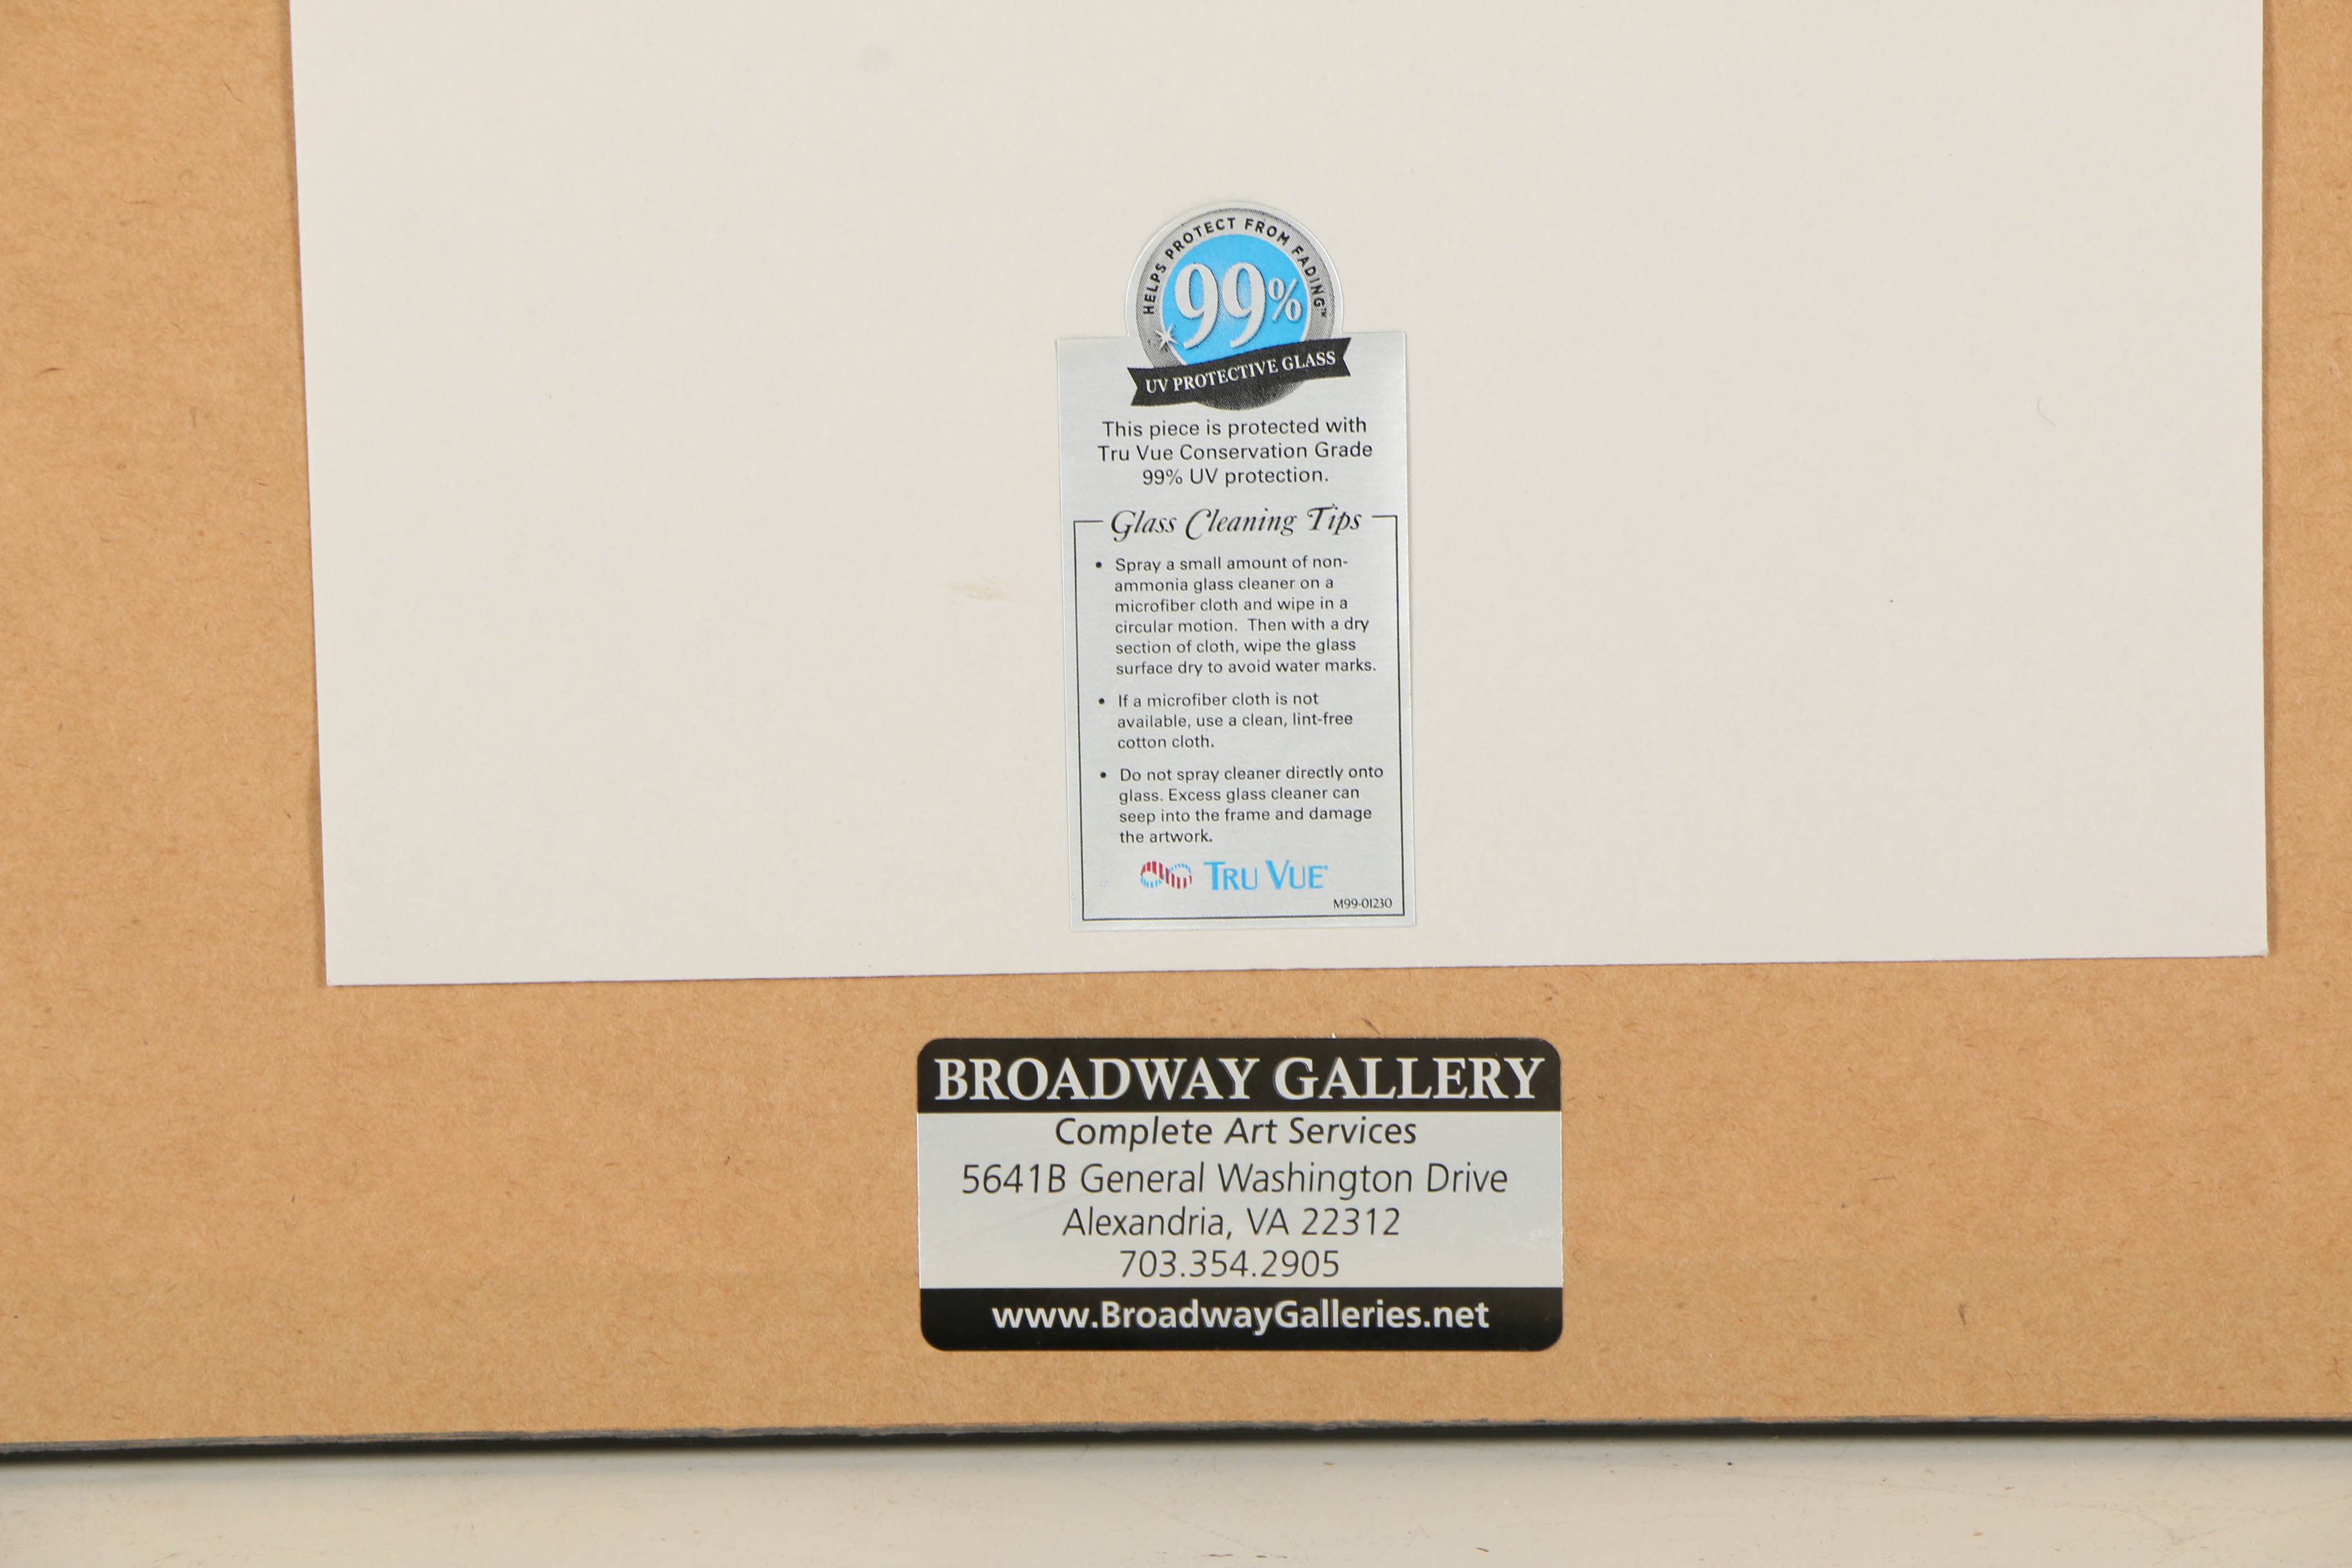 HELPS PROTECT FROM FADING™
99%
UV PROTECTIVE GLASS
This piece is protected with
Tru Vue Conservation Grade
99% UV protection.
Glass Cleaning Tips
• Spray a small amount of non-
ammonia glass cleaner on a
microfiber cloth and wipe in a
circular motion. Then with a dry
section of cloth, wipe the glass
surface dry to avoid water marks.
• If a microfiber cloth is not
available, use a clean, lint-free
cotton cloth.
• Do not spray cleaner directly onto
glass. Excess glass cleaner can
seep into the frame and damage
the artwork.
TRU VUE®
M99-01230
BROADWAY GALLERY
Complete Art Services
5641B General Washington Drive
Alexandria, VA 22312
703.354.2905
www.BroadwayGalleries.net